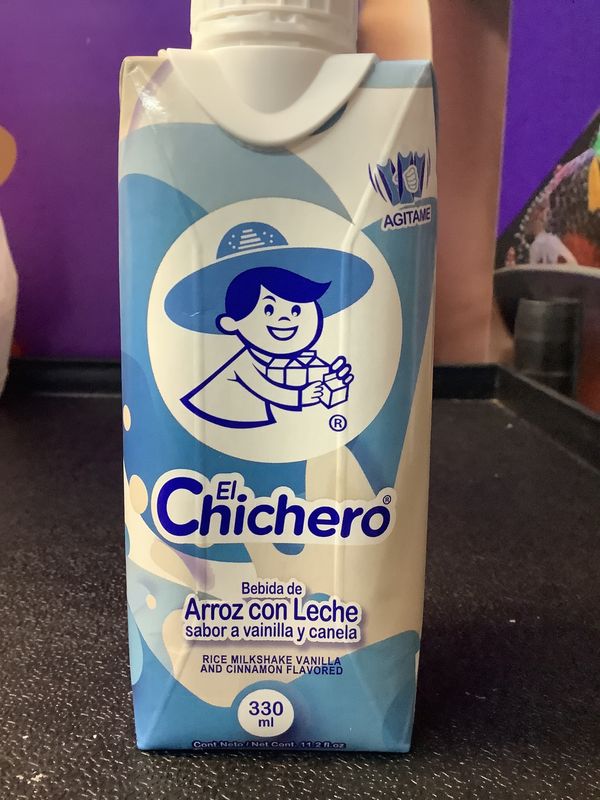 AGITAME
®
El
Chichero®
Bebida de
Arroz con Leche
sabor a vainilla y canela
RICE MILKSHAKE VANILLA
AND CINNAMON FLAVORED
330
ml
Cont Neto / Net Cont. 11.2 fl.oz